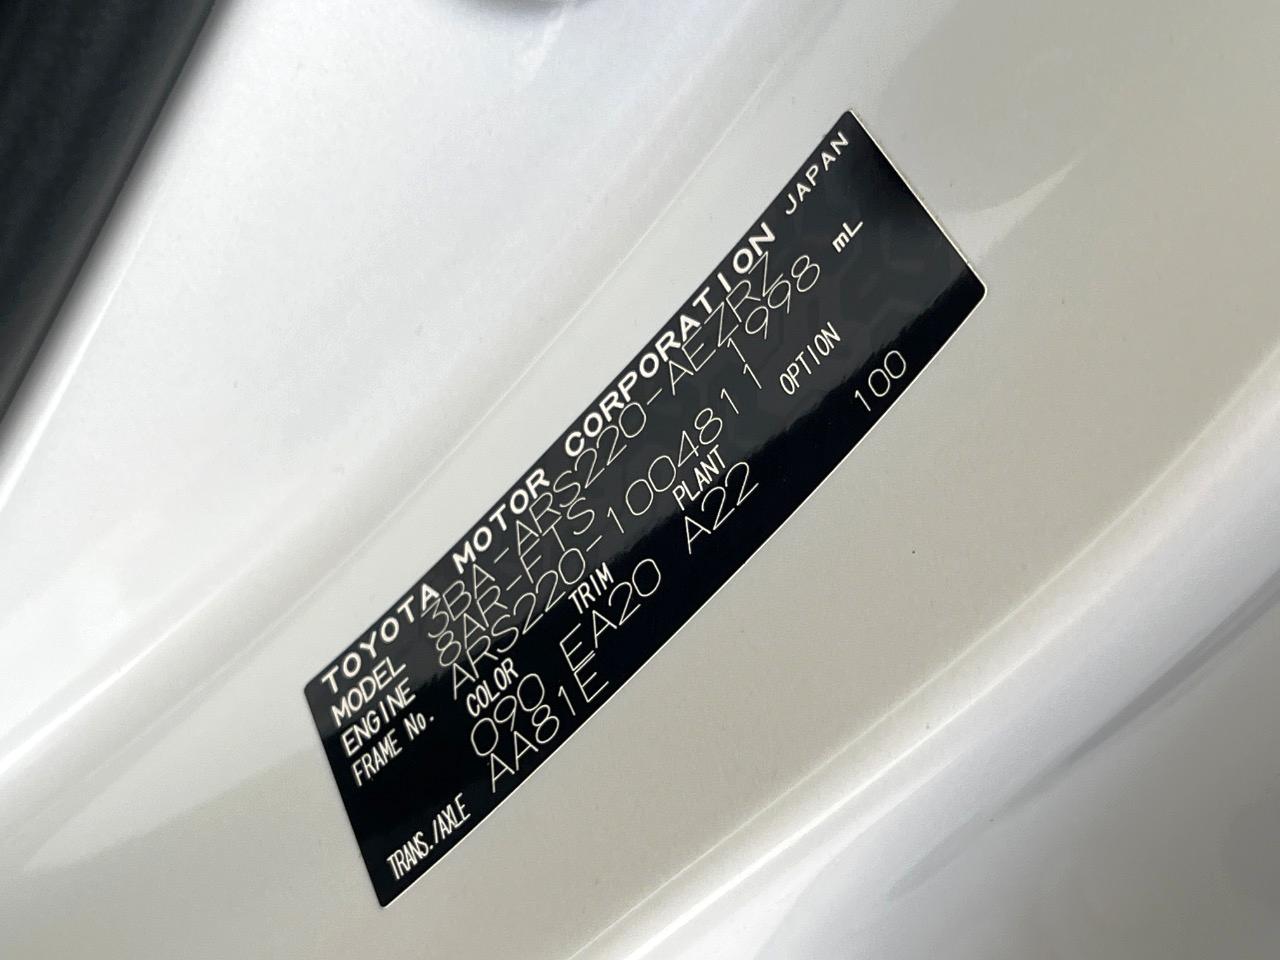 TOYOTA MOTOR CORPORATION JAPAN
MODEL 3BA-ARS220-AEZRZ
ENGINE 8AR-FTS 1998 mL
FRAME No. ARS220-1004811
COLOR TRIM PLANT OPTION
090 EA20 A22 100
TRANS./AXLE AA81E